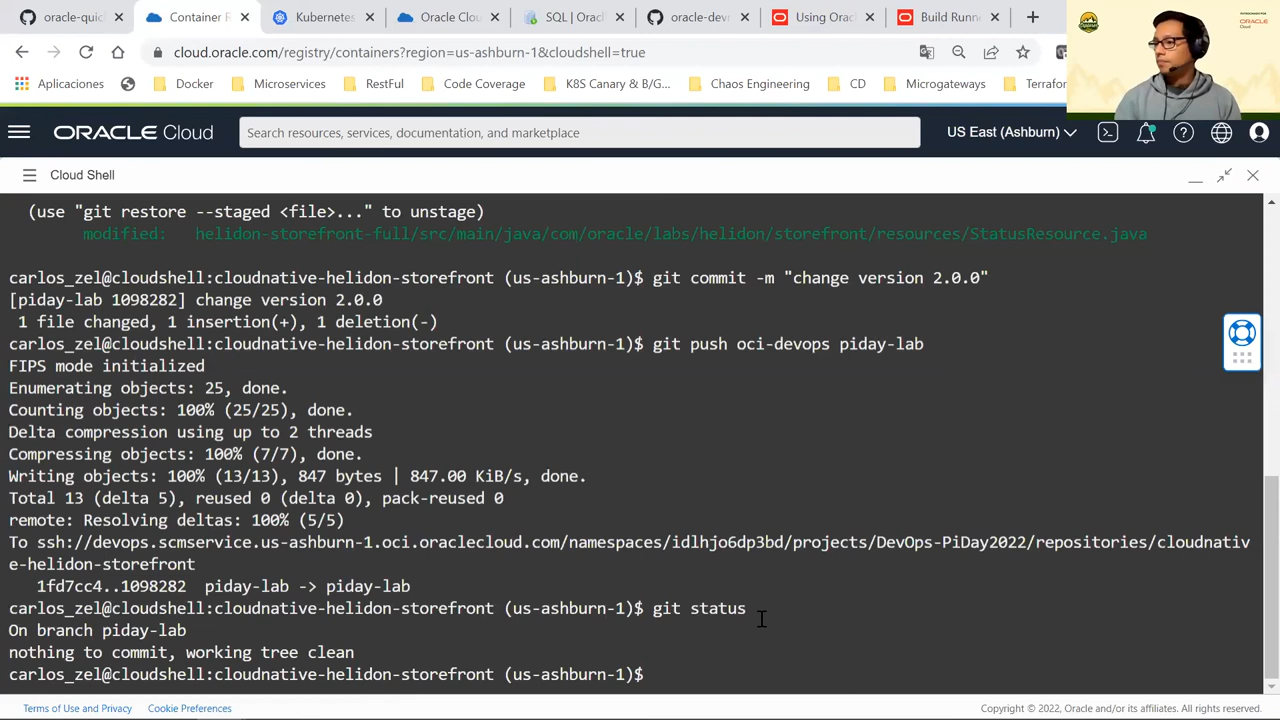 oracle-quic
Container R
Kubernetes
Oracle Clou
SCM Oracl
oracle-devr
Using Oracl
Build Runne
cloud.oracle.com/registry/containers?region=us-ashburn-1&cloudshell=true
Aplicaciones
Docker
Microservices
RestFul
Code Coverage
K8S Canary & B/G...
Chaos Engineering
CD
Microgateways
Terrafor
ORACLE Cloud
Search resources, services, documentation, and marketplace
US East (Ashburn)
Cloud Shell
(use "git restore --staged <file>..." to unstage)
modified:   helidon-storefront-full/src/main/java/com/oracle/labs/helidon/storefront/resources/StatusResource.java
carlos_zel@cloudshell:cloudnative-helidon-storefront (us-ashburn-1)$ git commit -m "change version 2.0.0"
[piday-lab 1098282] change version 2.0.0
1 file changed, 1 insertion(+), 1 deletion(-)
carlos_zel@cloudshell:cloudnative-helidon-storefront (us-ashburn-1)$ git push oci-devops piday-lab
FIPS mode initialized
Enumerating objects: 25, done.
Counting objects: 100% (25/25), done.
Delta compression using up to 2 threads
Compressing objects: 100% (7/7), done.
Writing objects: 100% (13/13), 847 bytes | 847.00 KiB/s, done.
Total 13 (delta 5), reused 0 (delta 0), pack-reused 0
remote: Resolving deltas: 100% (5/5)
To ssh://devops.scmservice.us-ashburn-1.oci.oraclecloud.com/namespaces/idlhjo6dp3bd/projects/DevOps-PiDay2022/repositories/cloudnativ
e-helidon-storefront
1fd7cc4..1098282  piday-lab -> piday-lab
carlos_zel@cloudshell:cloudnative-helidon-storefront (us-ashburn-1)$ git status
On branch piday-lab
nothing to commit, working tree clean
carlos_zel@cloudshell:cloudnative-helidon-storefront (us-ashburn-1)$
Terms of Use and Privacy
Cookie Preferences
Copyright © 2022, Oracle and/or its affiliates. All rights reserved.